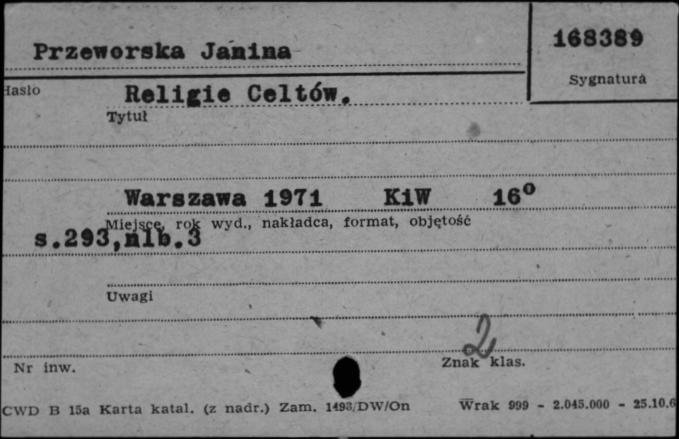 Przeworska Janina
168389
Hasło
Sygnatura
Religie Celtów.
Tytuł
Warszawa 1971 KiW 16⁰
Miejsce, rok wyd., nakładca, format, objętość
s.293,nlb.3
Uwagi
2
Nr inw.
Znak klas.
CWD B 15a Karta katal. (z nadr.) Zam. 1493/DW/On Wrak 999 - 2.045.000 - 25.10.6